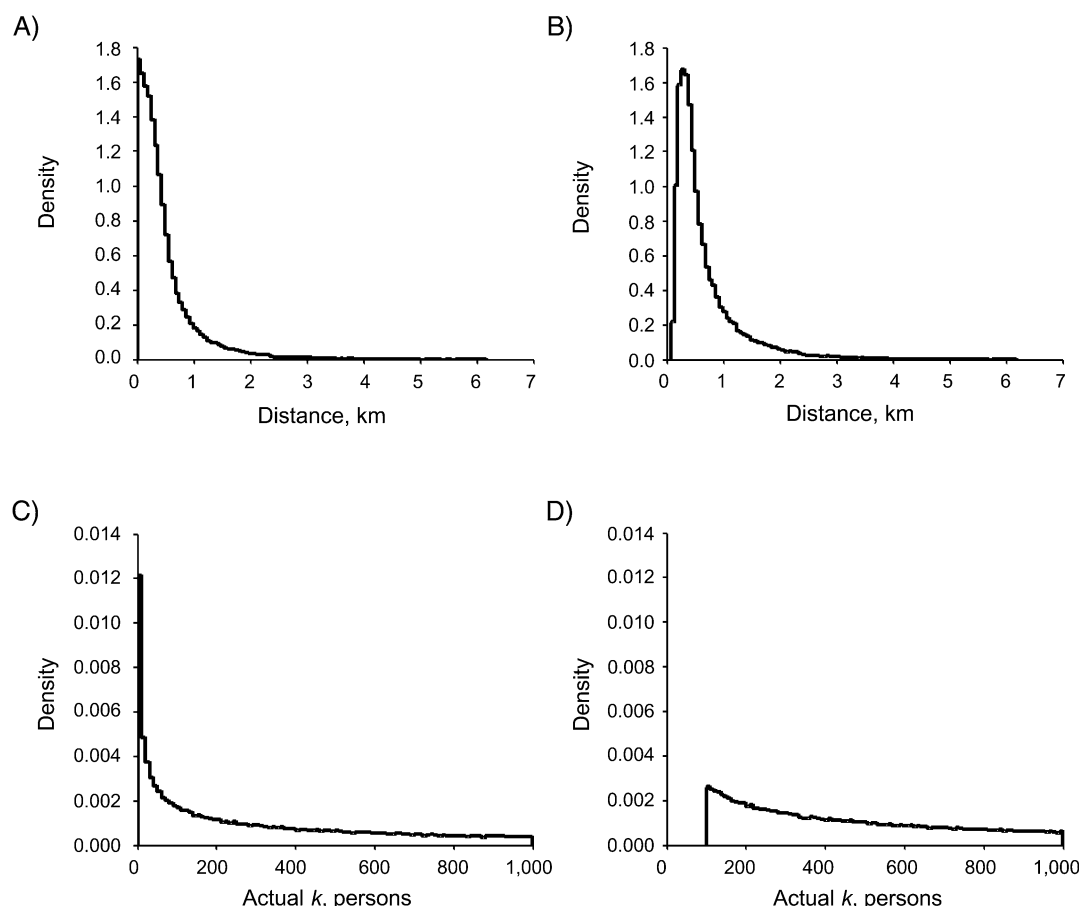 A)
1.8
1.6
1.4
1.2
1.0
0.8
0.6
0.4
0.2
0.0
Density
0 1 2 3 4 5 6 7
Distance, km
B)
1.8
1.6
1.4
1.2
1.0
0.8
0.6
0.4
0.2
0.0
Density
0 1 2 3 4 5 6 7
Distance, km
C)
0.014
0.012
0.010
0.008
0.006
0.004
0.002
0.000
Density
0 200 400 600 800 1,000
Actual k, persons
D)
0.014
0.012
0.010
0.008
0.006
0.004
0.002
0.000
Density
0 200 400 600 800 1,000
Actual k, persons